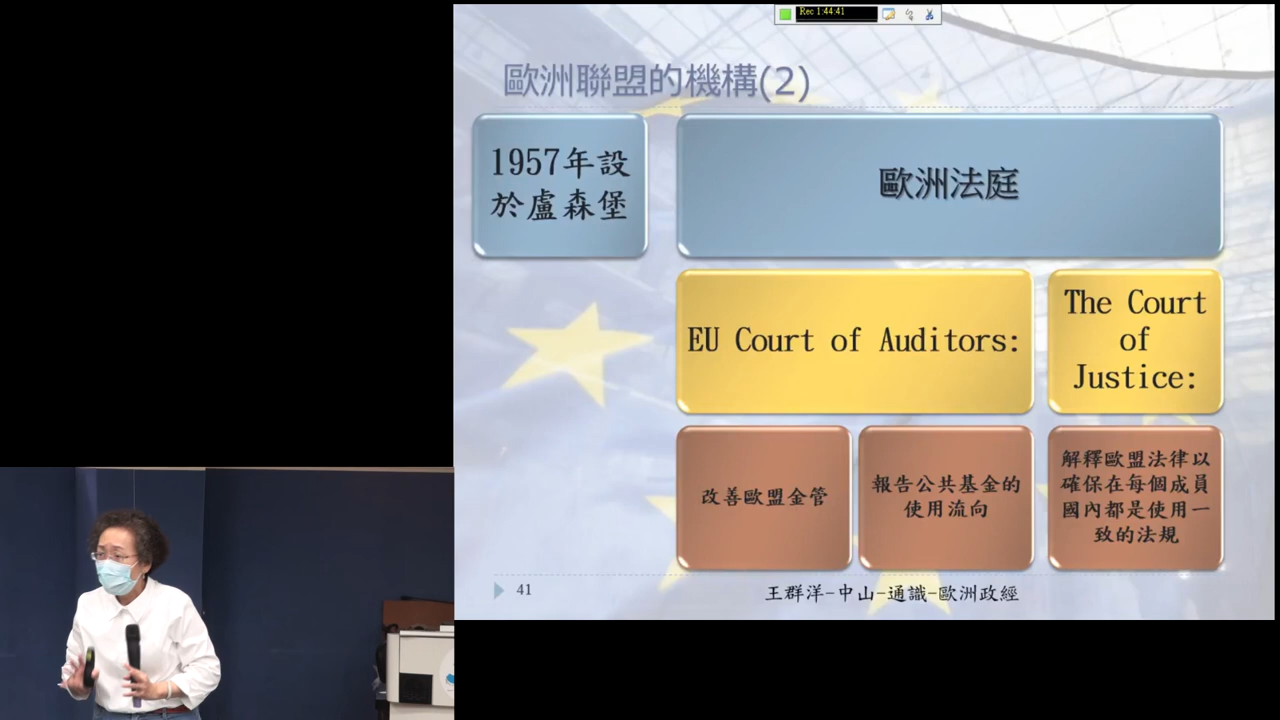 Rec 1:44:41
歐洲聯盟的機構(2)
1957年設
於盧森堡
歐洲法庭
EU Court of Auditors:
The Court
of
Justice:
改善歐盟金管
報告公共基金的
使用流向
解釋歐盟法律以
確保在每個成員
國內都是使用一
致的法規
41
王群洋-中山-通識-歐洲政經